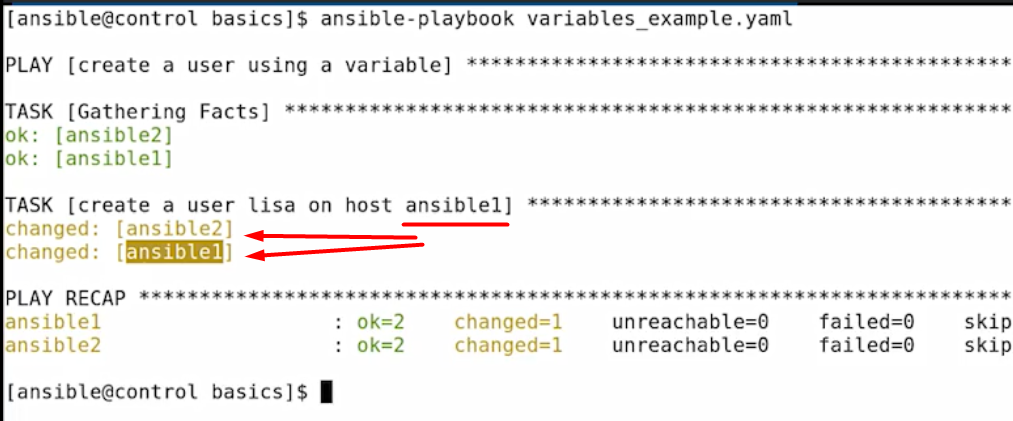 [ansible@control basics]$ ansible-playbook variables_example.yaml
PLAY [create a user using a variable] *********************************************
TASK [Gathering Facts] ************************************************************
ok: [ansible2]
ok: [ansible1]
TASK [create a user lisa on host ansible1] ****************************************
changed: [ansible2]
changed: [ansible1]
PLAY RECAP ************************************************************************
ansible1                   : ok=2    changed=1    unreachable=0    failed=0    skip
ansible2                   : ok=2    changed=1    unreachable=0    failed=0    skip
[ansible@control basics]$